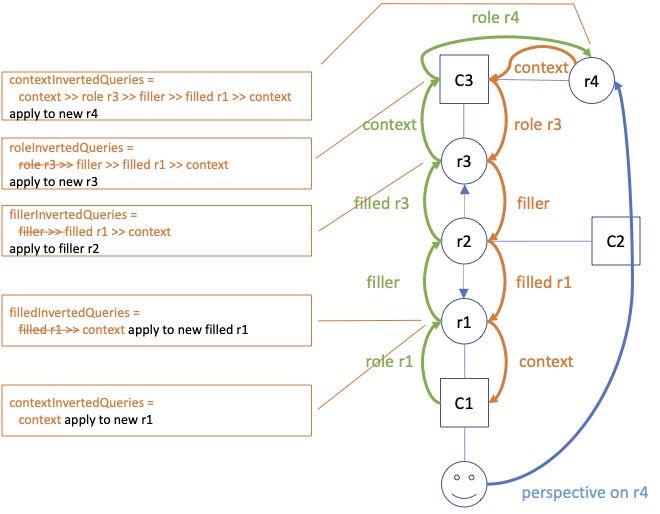 role r4
contextInvertedQueries =
context >> role r3 >> filler >> filled r1 >> context
apply to new r4
C3
context
r4
context
role r3
roleInvertedQueries =
role r3 >> filler >> filled r1 >> context
apply to new r3
r3
filled r3
filler
fillerInvertedQueries =
filler >> filled r1 >> context
apply to filler r2
r2
C2
filler
filled r1
filledInvertedQueries =
filled r1 >> context apply to new filled r1
r1
role r1
context
contextInvertedQueries =
context apply to new r1
C1
perspective on r4